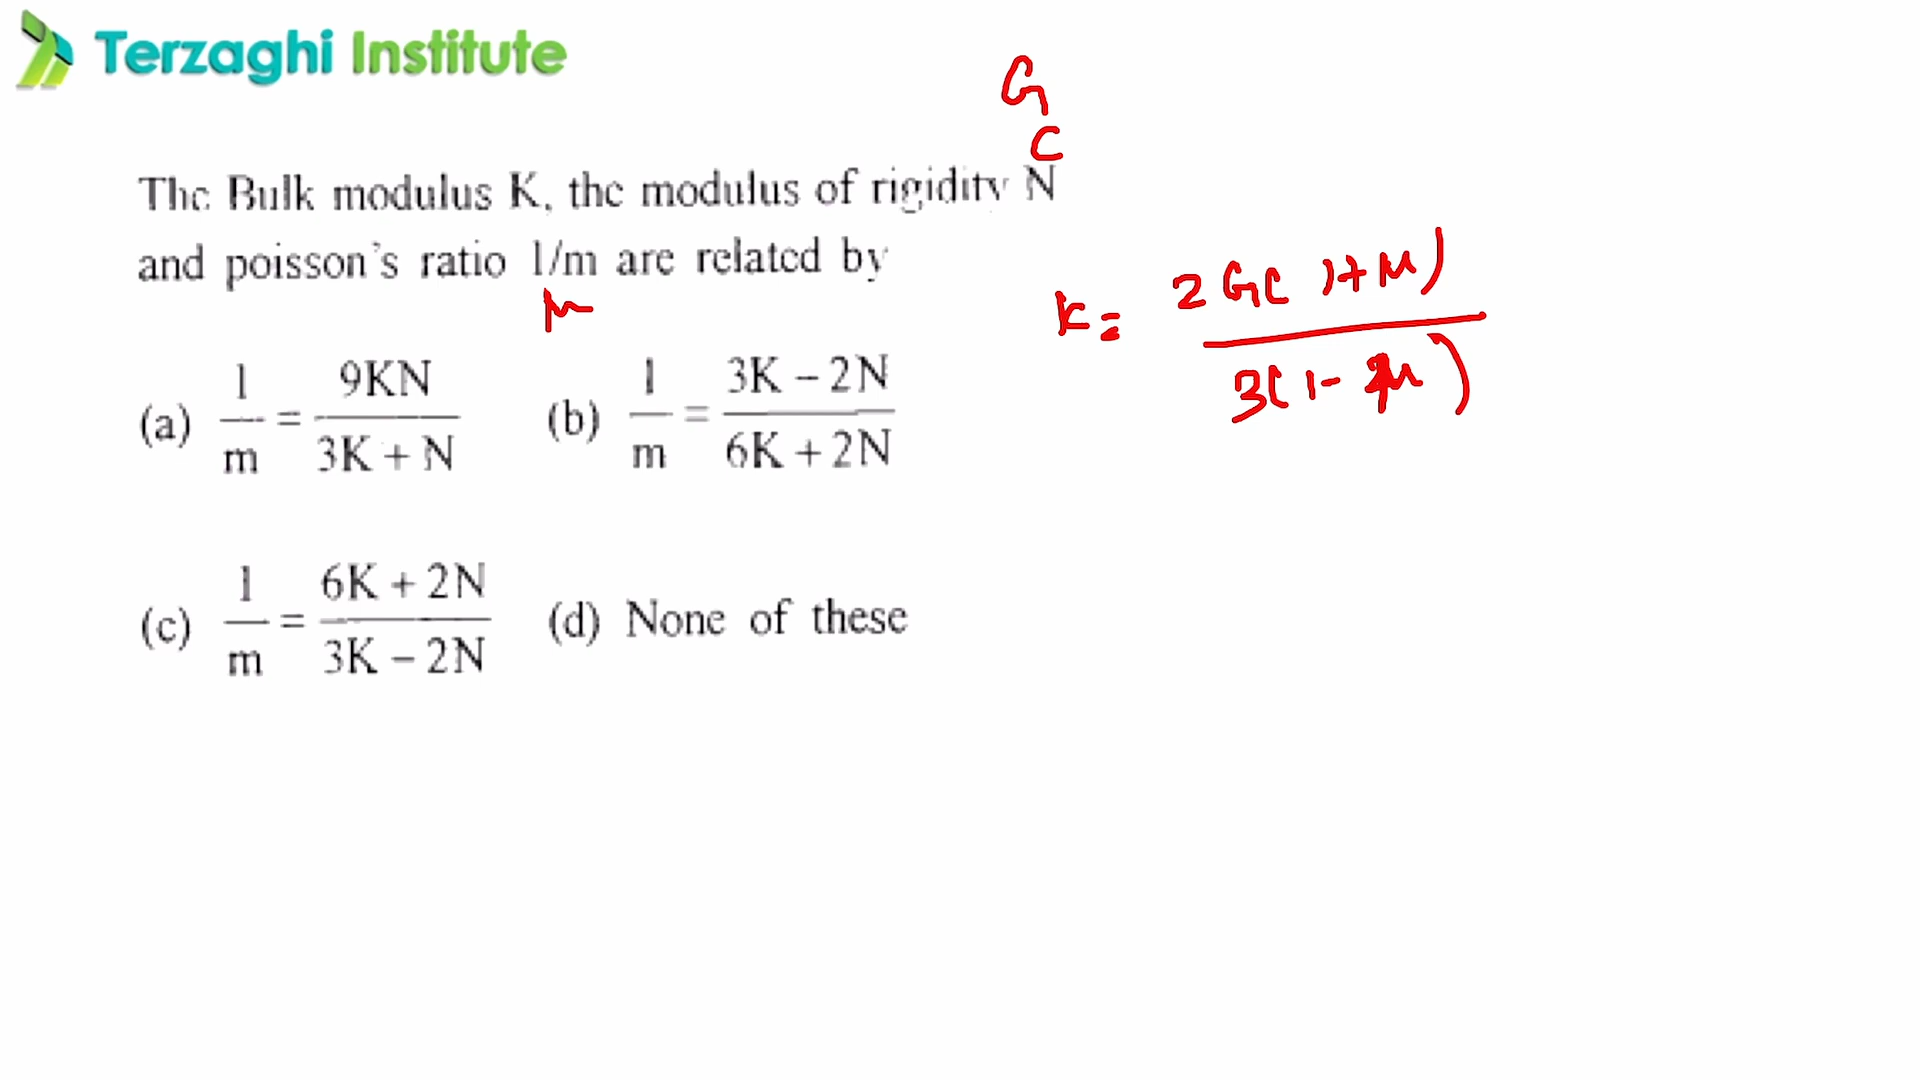 Terzaghi Institute
G
C
The Bulk modulus K, the modulus of rigidity N
and poisson's ratio 1/m are related by
μ
K = 2G(1+μ) / 3(1-2μ)
(a) 1/m = 9KN / 3K + N (b) 1/m = 3K – 2N / 6K + 2N
(c) 1/m = 6K + 2N / 3K – 2N (d) None of these